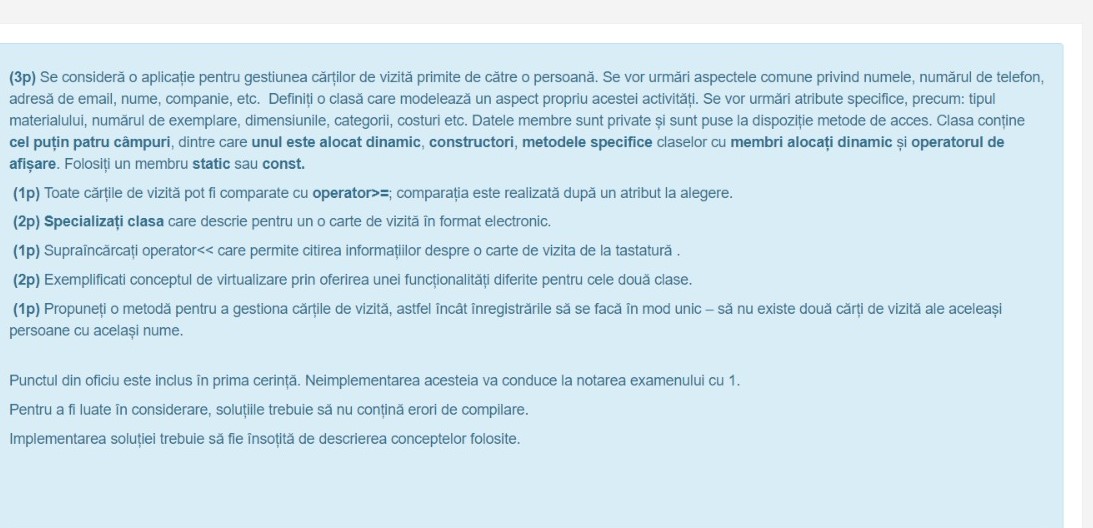 (3p) Se consideră o aplicație pentru gestiunea cărților de vizită primite de către o persoană. Se vor urmări aspectele comune privind numele, numărul de telefon,
adresă de email, nume, companie, etc. Definiți o clasă care modelează un aspect propriu acestei activități. Se vor urmări atribute specifice, precum: tipul
materialului, numărul de exemplare, dimensiunile, categorii, costuri etc. Datele membre sunt private și sunt puse la dispoziție metode de acces. Clasa conține
cel puțin patru câmpuri, dintre care unul este alocat dinamic, constructori, metodele specifice claselor cu membri alocați dinamic și operatorul de
afișare. Folosiți un membru static sau const.
(1p) Toate cărțile de vizită pot fi comparate cu operator>=; comparația este realizată după un atribut la alegere.
(2p) Specializați clasa care descrie pentru un o carte de vizită în format electronic.
(1p) Supraîncărcați operator<< care permite citirea informațiilor despre o carte de vizita de la tastatură .
(2p) Exemplificati conceptul de virtualizare prin oferirea unei funcționalități diferite pentru cele două clase.
(1p) Propuneți o metodă pentru a gestiona cărțile de vizită, astfel încât înregistrările să se facă în mod unic – să nu existe două cărți de vizită ale aceleași
persoane cu același nume.
Punctul din oficiu este inclus în prima cerință. Neimplementarea acesteia va conduce la notarea examenului cu 1.
Pentru a fi luate în considerare, soluțiile trebuie să nu conțină erori de compilare.
Implementarea soluției trebuie să fie însoțită de descrierea conceptelor folosite.